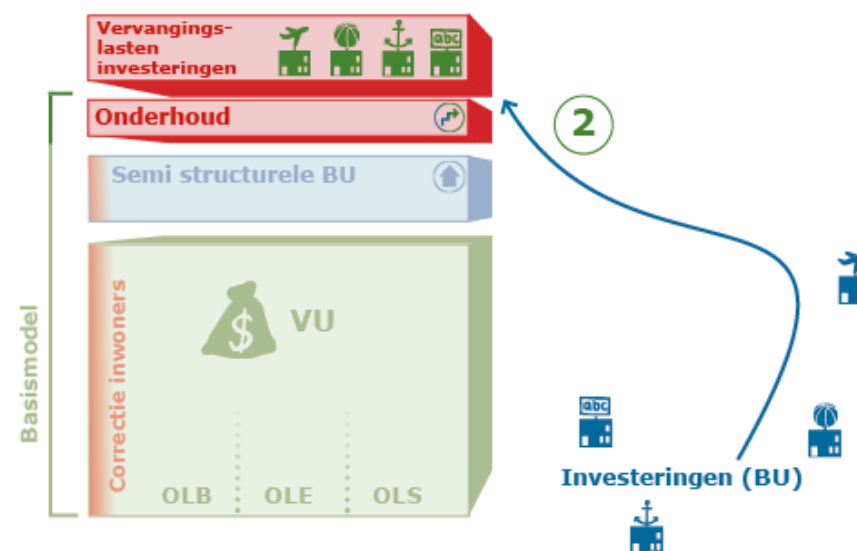 Vervangings-
lasten
investeringen
abc
Onderhoud
2
Semi structurele BU
Basismodel
Correctie inwoners
$
VU
OLB
OLE
OLS
abc
Investeringen (BU)